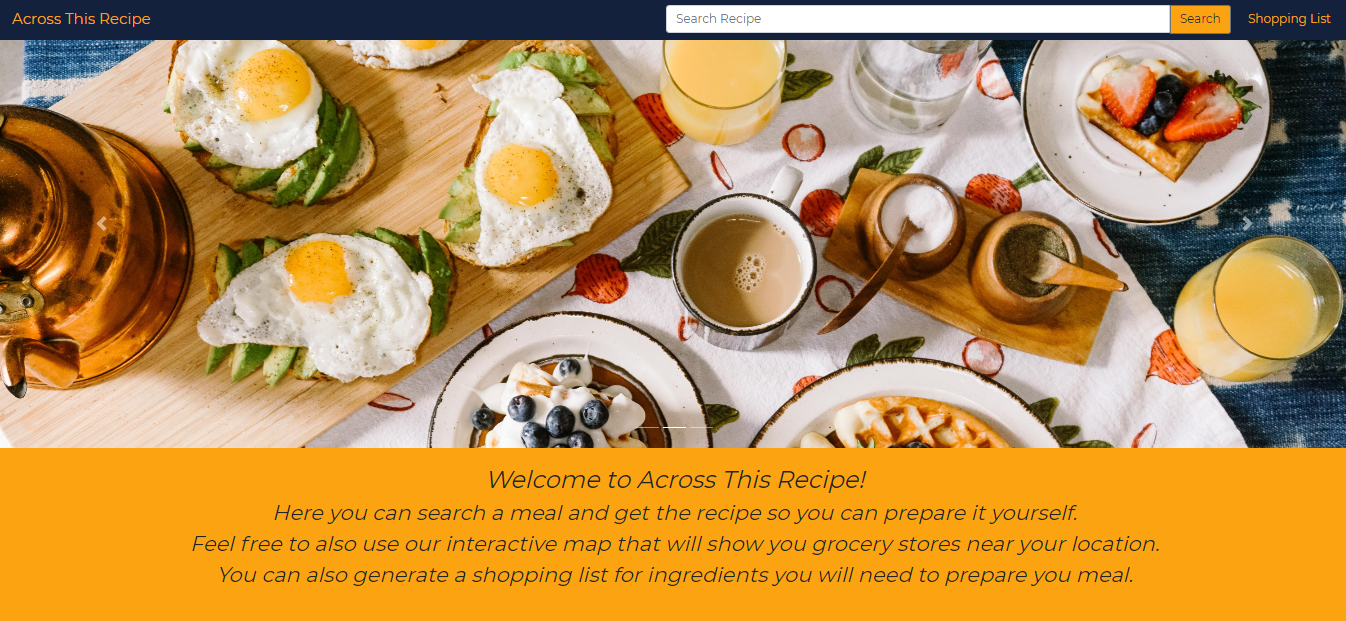 Across This Recipe
Search Recipe
Search
Shopping List
Welcome to Across This Recipe!
Here you can search a meal and get the recipe so you can prepare it yourself.
Feel free to also use our interactive map that will show you grocery stores near your location.
You can also generate a shopping list for ingredients you will need to prepare you meal.